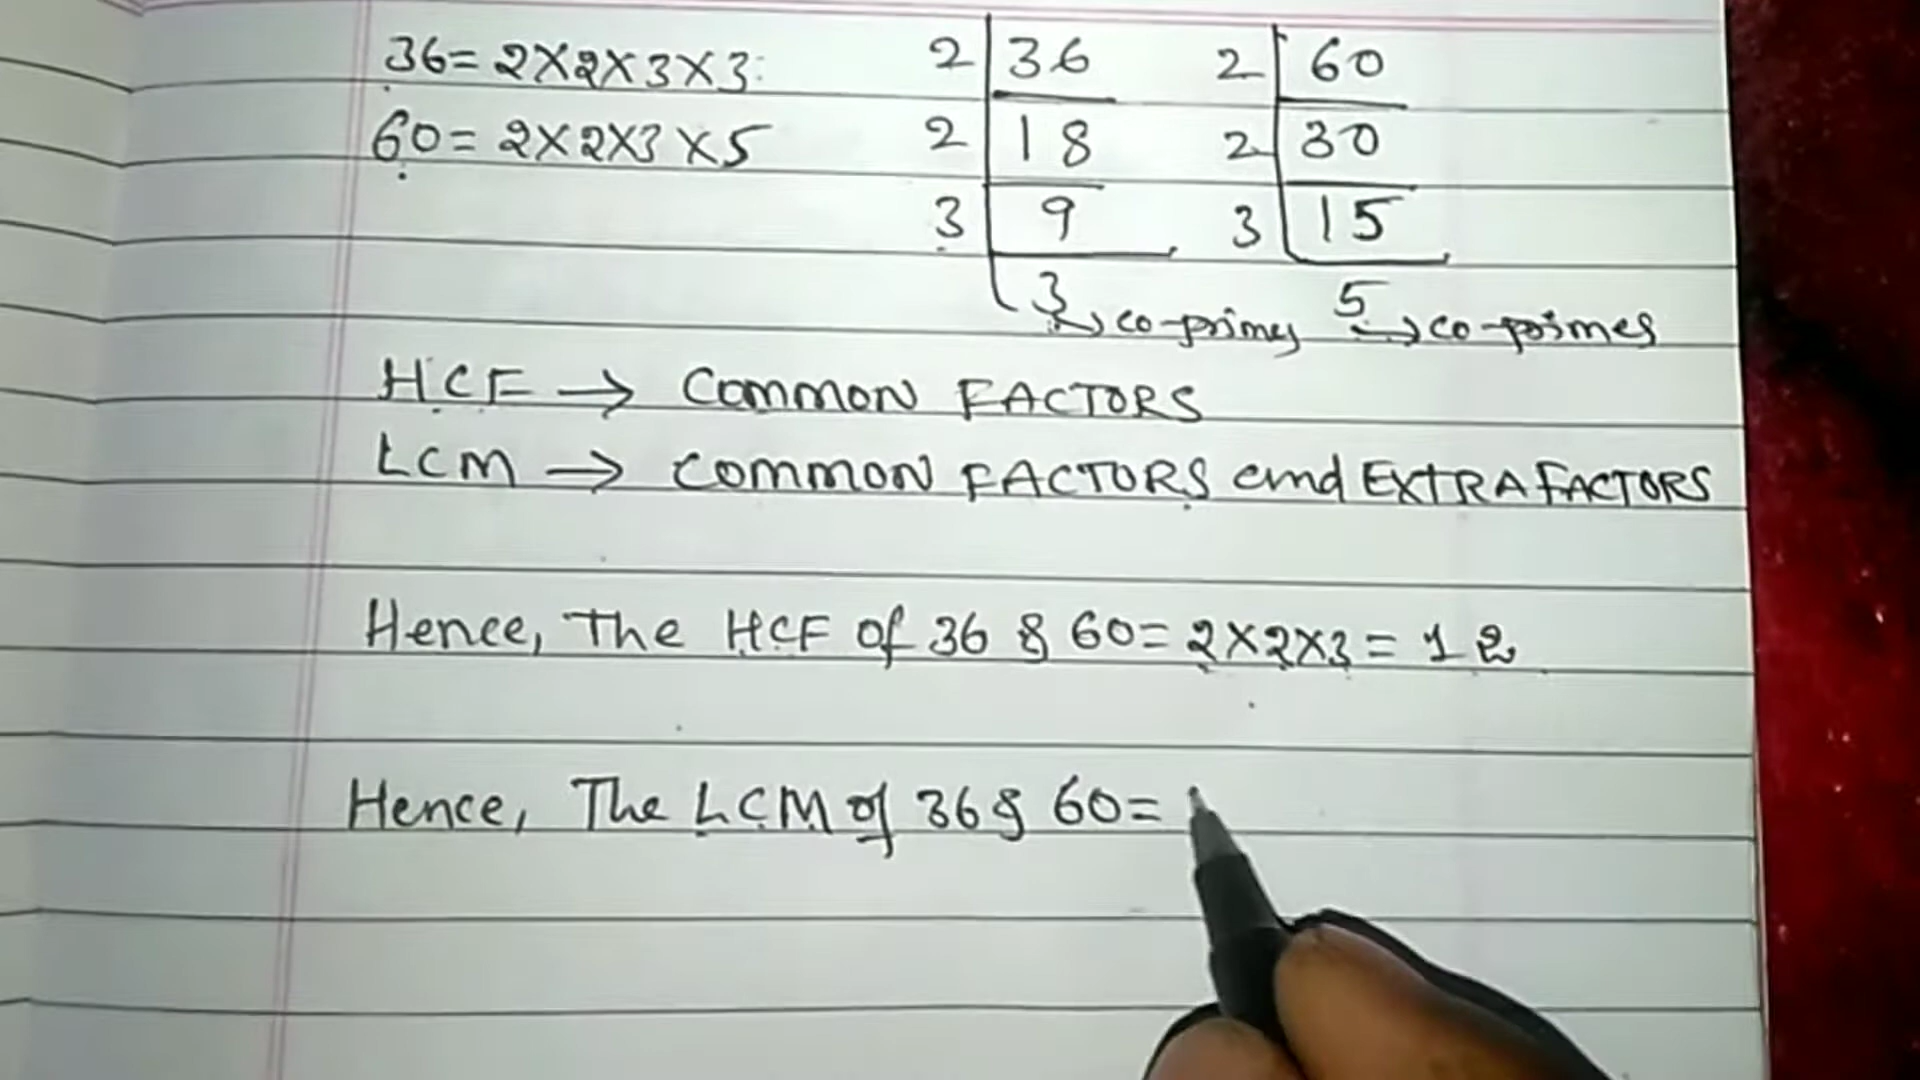 36=2×2×3×3
60=2×2×3×5
2 36
2 18
3 9
3 co-primes
2 60
2 30
3 15
5 co-primes
HCF → COMMON FACTORS
LCM → COMMON FACTORS and EXTRA FACTORS
Hence, The HCF of 36 & 60=2×2×3=12
Hence, The LCM of 36 & 60=